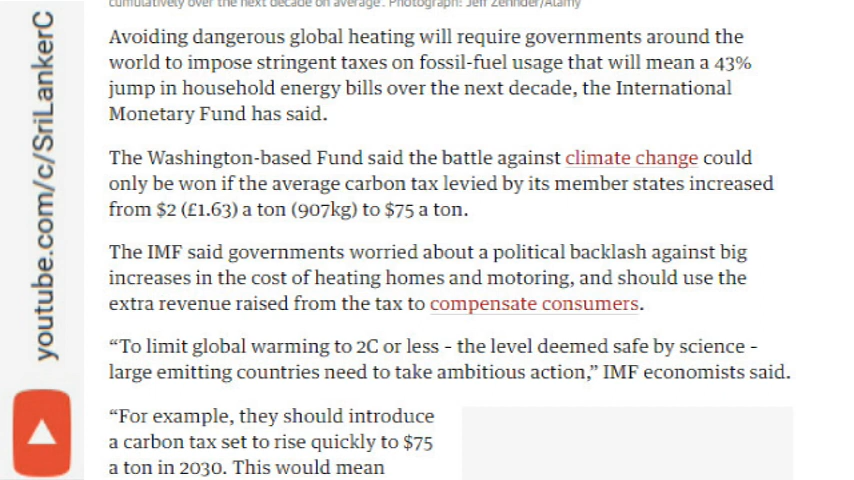 cumulatively over the next decade on average. Photograph: Jeff Zehnder/Alamy
Avoiding dangerous global heating will require governments around the
world to impose stringent taxes on fossil-fuel usage that will mean a 43%
jump in household energy bills over the next decade, the International
Monetary Fund has said.
The Washington-based Fund said the battle against climate change could
only be won if the average carbon tax levied by its member states increased
from $2 (£1.63) a ton (907kg) to $75 a ton.
The IMF said governments worried about a political backlash against big
increases in the cost of heating homes and motoring, and should use the
extra revenue raised from the tax to compensate consumers.
“To limit global warming to 2C or less – the level deemed safe by science –
large emitting countries need to take ambitious action,” IMF economists said.
“For example, they should introduce
a carbon tax set to rise quickly to $75
a ton in 2030. This would mean
youtube.com/c/SriLankerC